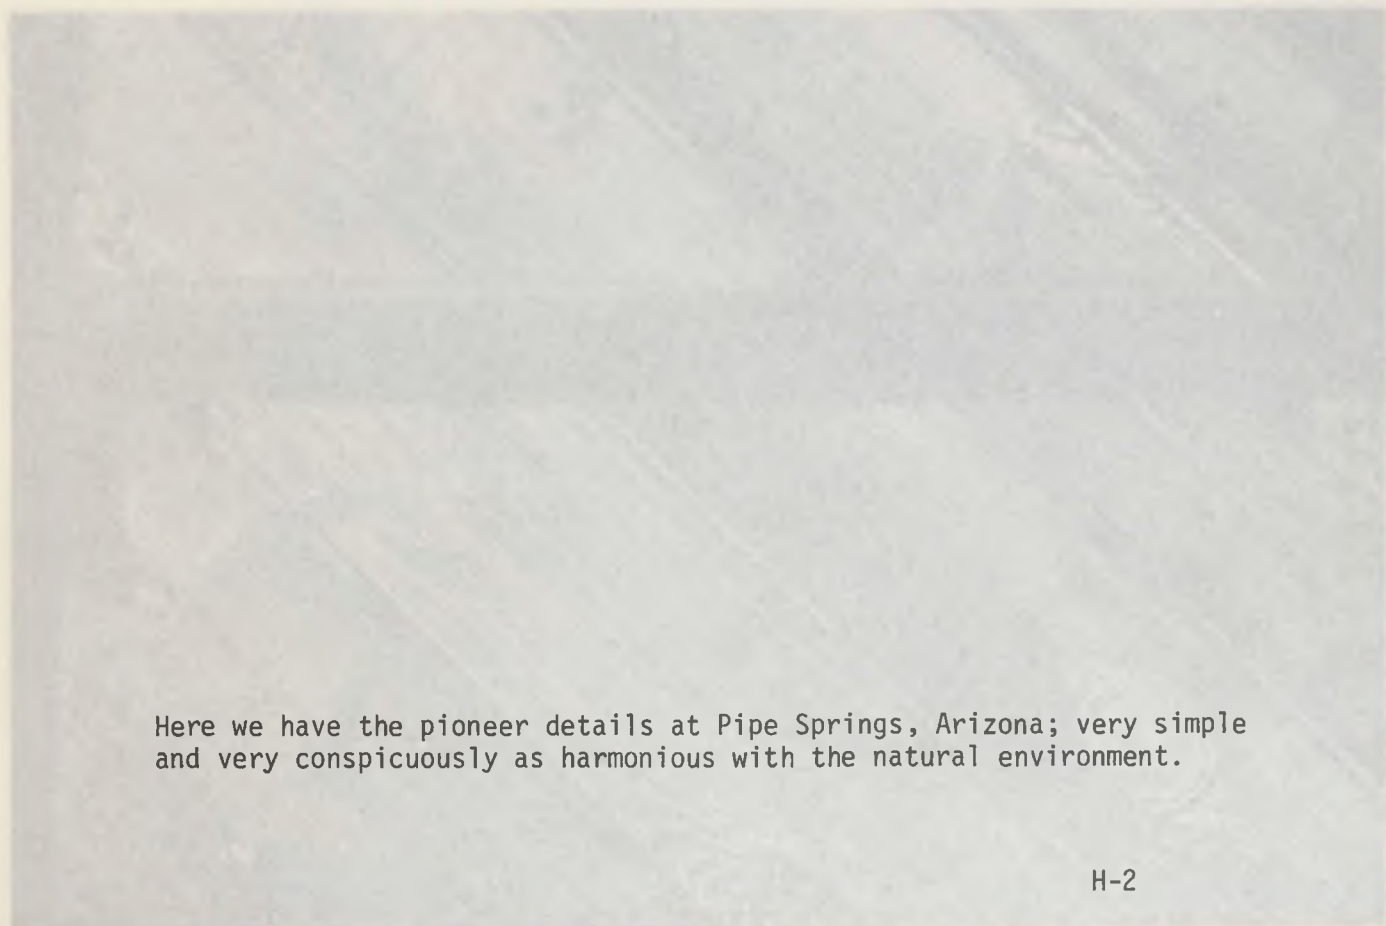 Here we have the pioneer details at Pipe Springs, Arizona; very simple
and very conspicuously as harmonious with the natural environment.
H-2